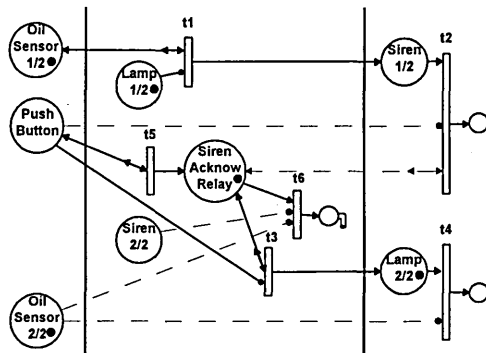 Oil
Sensor
1/2
t1
Lamp
1/2
Siren
1/2
t2
Push
Button
t5
Siren
Acknow
Relay
t6
Siren
2/2
t3
Lamp
2/2
t4
Oil
Sensor
2/2